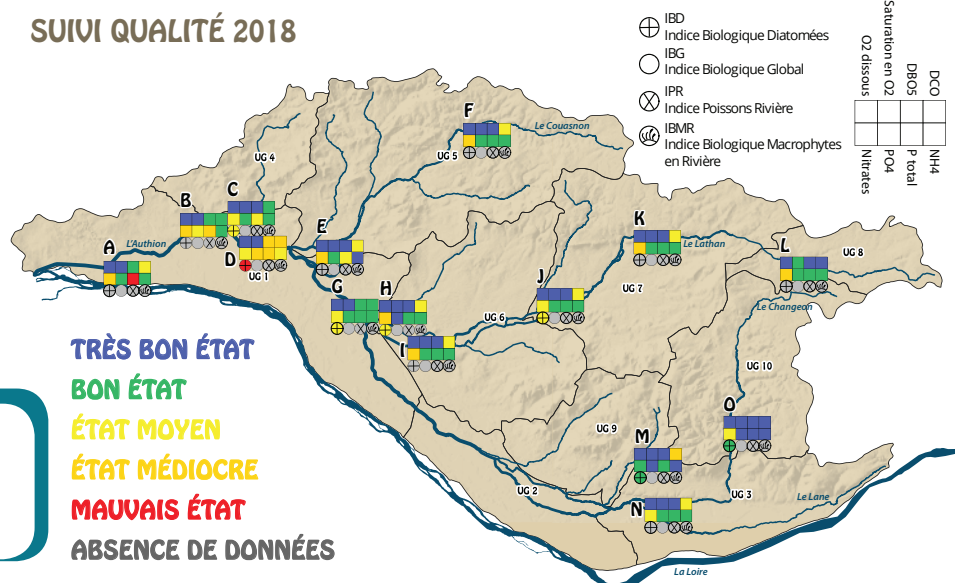 SUIVI QUALITÉ 2018
IBD
Indice Biologique Diatomées
IBG
Indice Biologique Global
IPR
Indice Poissons Rivière
IBMR
Indice Biologique Macrophytes
en Rivière
O2 dissous
Saturation en O2
DBO5
DCO
Nitrates
PO4
P total
NH4
F
Le Couasnon
UG 5
UG 4
C
B
L'Authion
A
D
UG 1
E
K
Le Lathan
L
UG 8
G
H
J
UG 7
Le Changeon
UG 6
I
TRÈS BON ÉTAT
BON ÉTAT
ÉTAT MOYEN
ÉTAT MÉDIOCRE
MAUVAIS ÉTAT
ABSENCE DE DONNÉES
UG 10
O
UG 9
M
UG 2
N
UG 3
Le Lane
La Loire